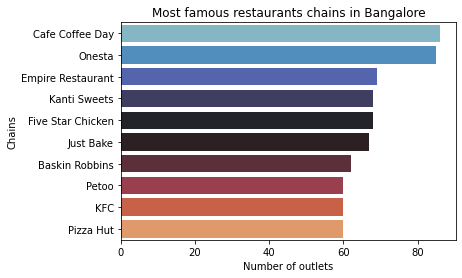 Most famous restaurants chains in Bangalore
Chains
Cafe Coffee Day
Onesta
Empire Restaurant
Kanti Sweets
Five Star Chicken
Just Bake
Baskin Robbins
Petoo
KFC
Pizza Hut
0 20 40 60 80
Number of outlets